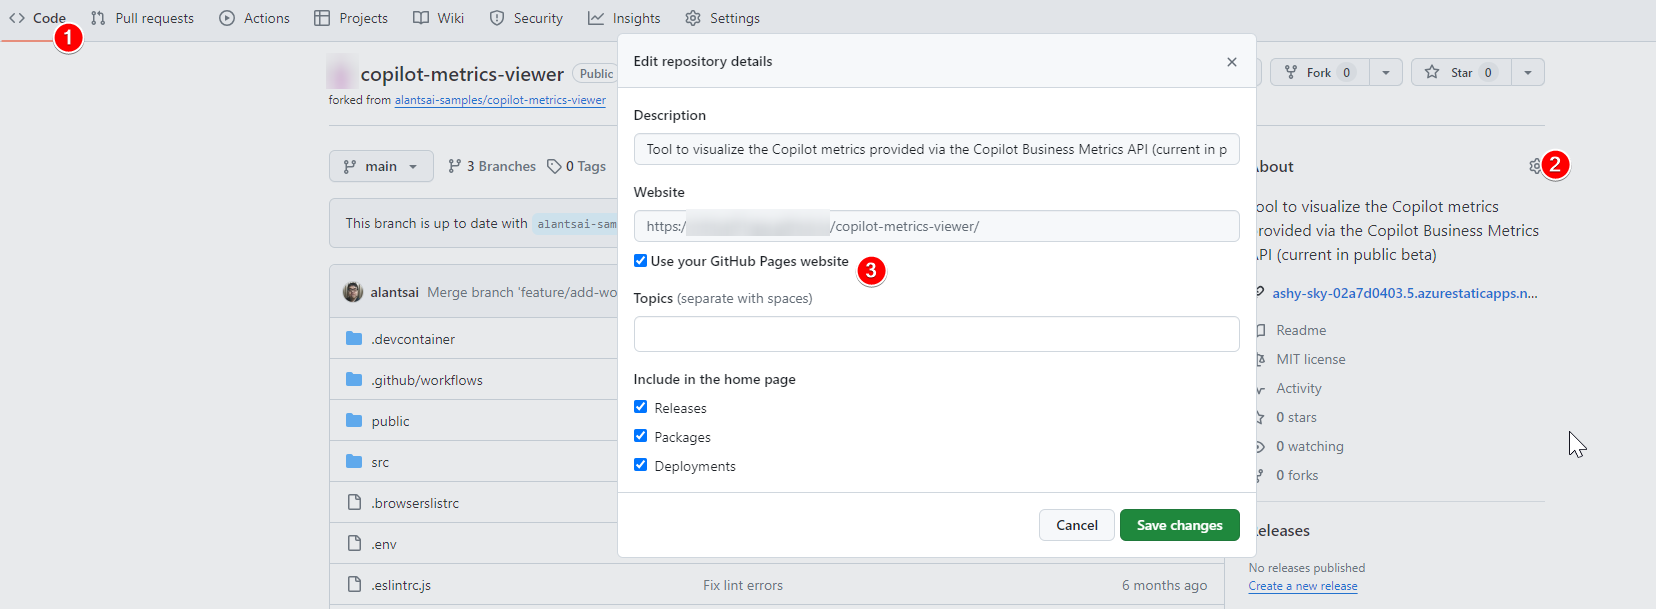 Code
Pull requests
Actions
Projects
Wiki
Security
Insights
Settings
1
copilot-metrics-viewer
Public
forked from alantsai-samples/copilot-metrics-viewer
Fork 0
Star 0
main
3 Branches
0 Tags
This branch is up to date with alantsai-sam
alantsai Merge branch 'feature/add-wo
.devcontainer
.github/workflows
public
src
.browserslistrc
.env
.eslintrc.js
Fix lint errors
6 months ago
Edit repository details
Description
Tool to visualize the Copilot metrics provided via the Copilot Business Metrics API (current in p
Website
https:/ /copilot-metrics-viewer/
Use your GitHub Pages website
3
Topics (separate with spaces)
Include in the home page
Releases
Packages
Deployments
Cancel
Save changes
bout
2
ool to visualize the Copilot metrics
rovided via the Copilot Business Metrics
PI (current in public beta)
ashy-sky-02a7d0403.5.azurestaticapps.n...
Readme
MIT license
Activity
0 stars
0 watching
0 forks
eleases
No releases published
Create a new release